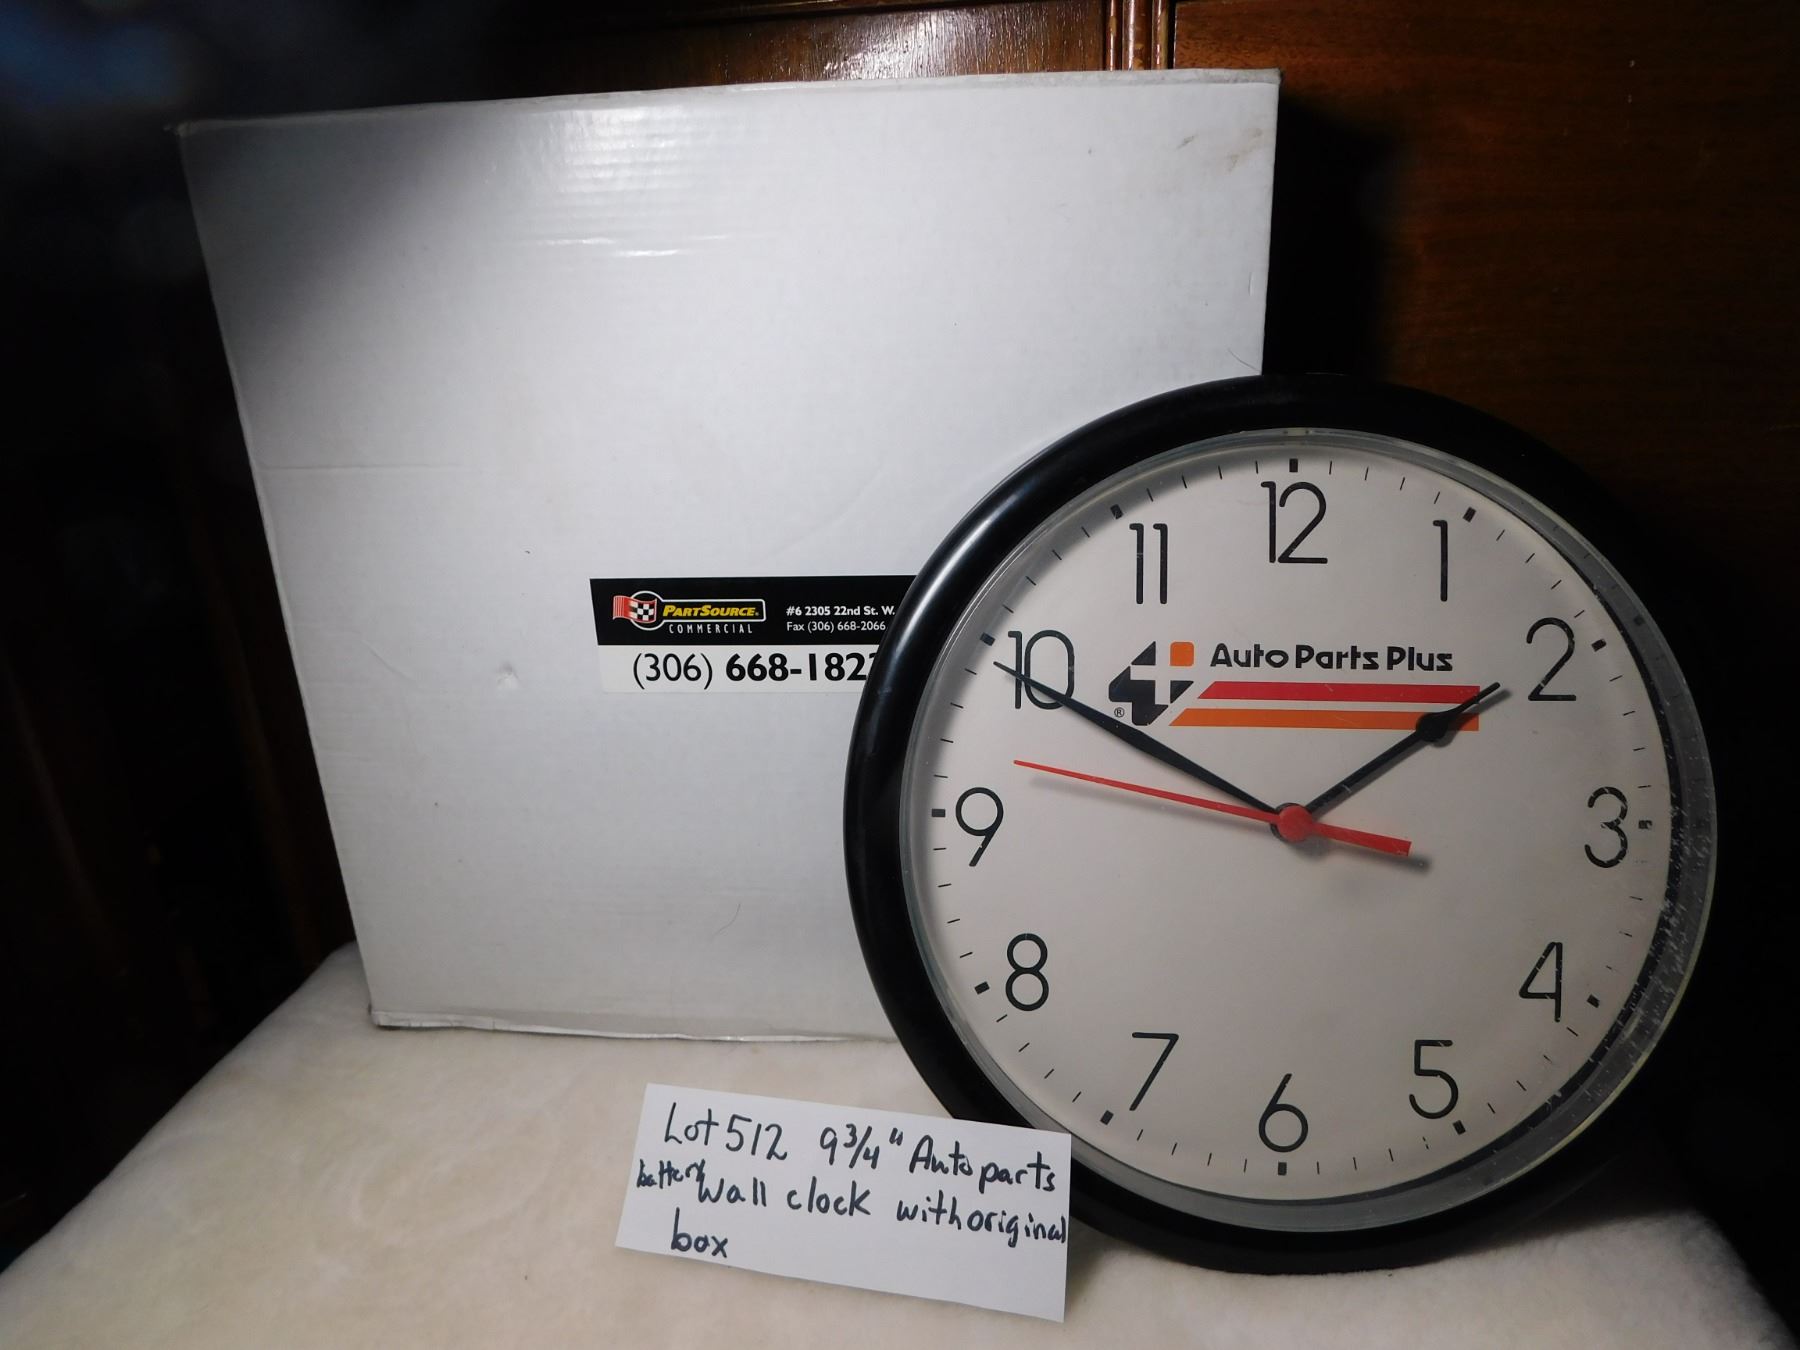 PARTSOURCE
COMMERCIAL
#6 2305 22nd St. W.
Fax (306) 668-2066
(306) 668-182
12
11
1
10
2
Auto Parts Plus
®
9
3
8
4
7
5
6
Lot 512 9 3/4" Auto parts
battery Wall clock with original
box